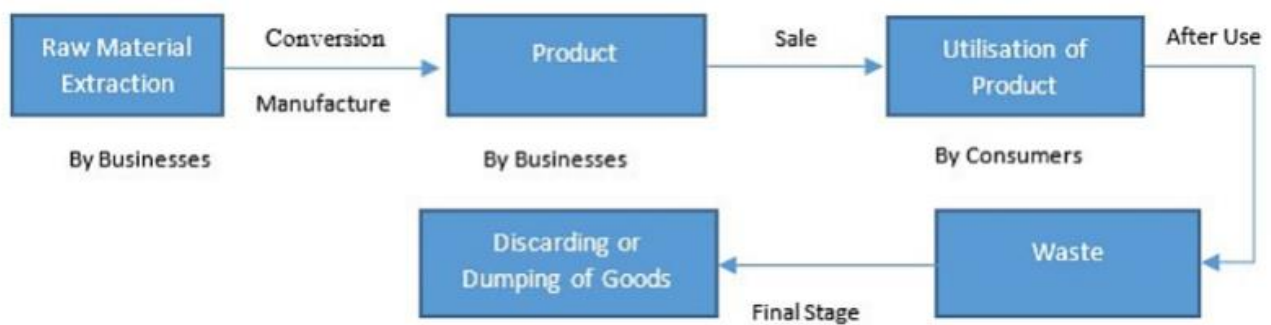 Raw Material
Extraction
Conversion
Manufacture
Product
Sale
Utilisation of
Product
After Use
By Businesses
By Businesses
By Consumers
Waste
Final Stage
Discarding or
Dumping of Goods